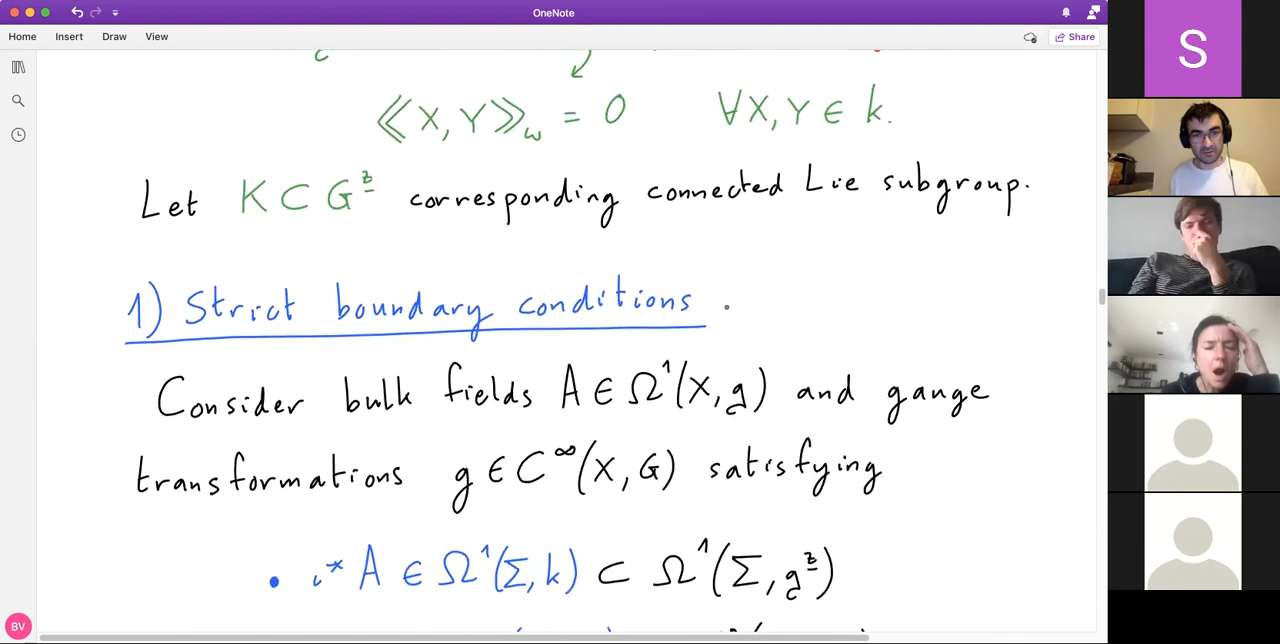 OneNote
Home Insert Draw View Share
⟪X, Y⟫_ω = 0 ∀X, Y ∈ k.
Let K ⊂ G^z corresponding connected Lie subgroup.
1) Strict boundary conditions
Consider bulk fields A ∈ Ω¹(X, g) and gauge
transformations g ∈ C^∞(X, G) satisfying
• ι* A ∈ Ω¹(Σ, k) ⊂ Ω¹(Σ, g^z)
S
BV